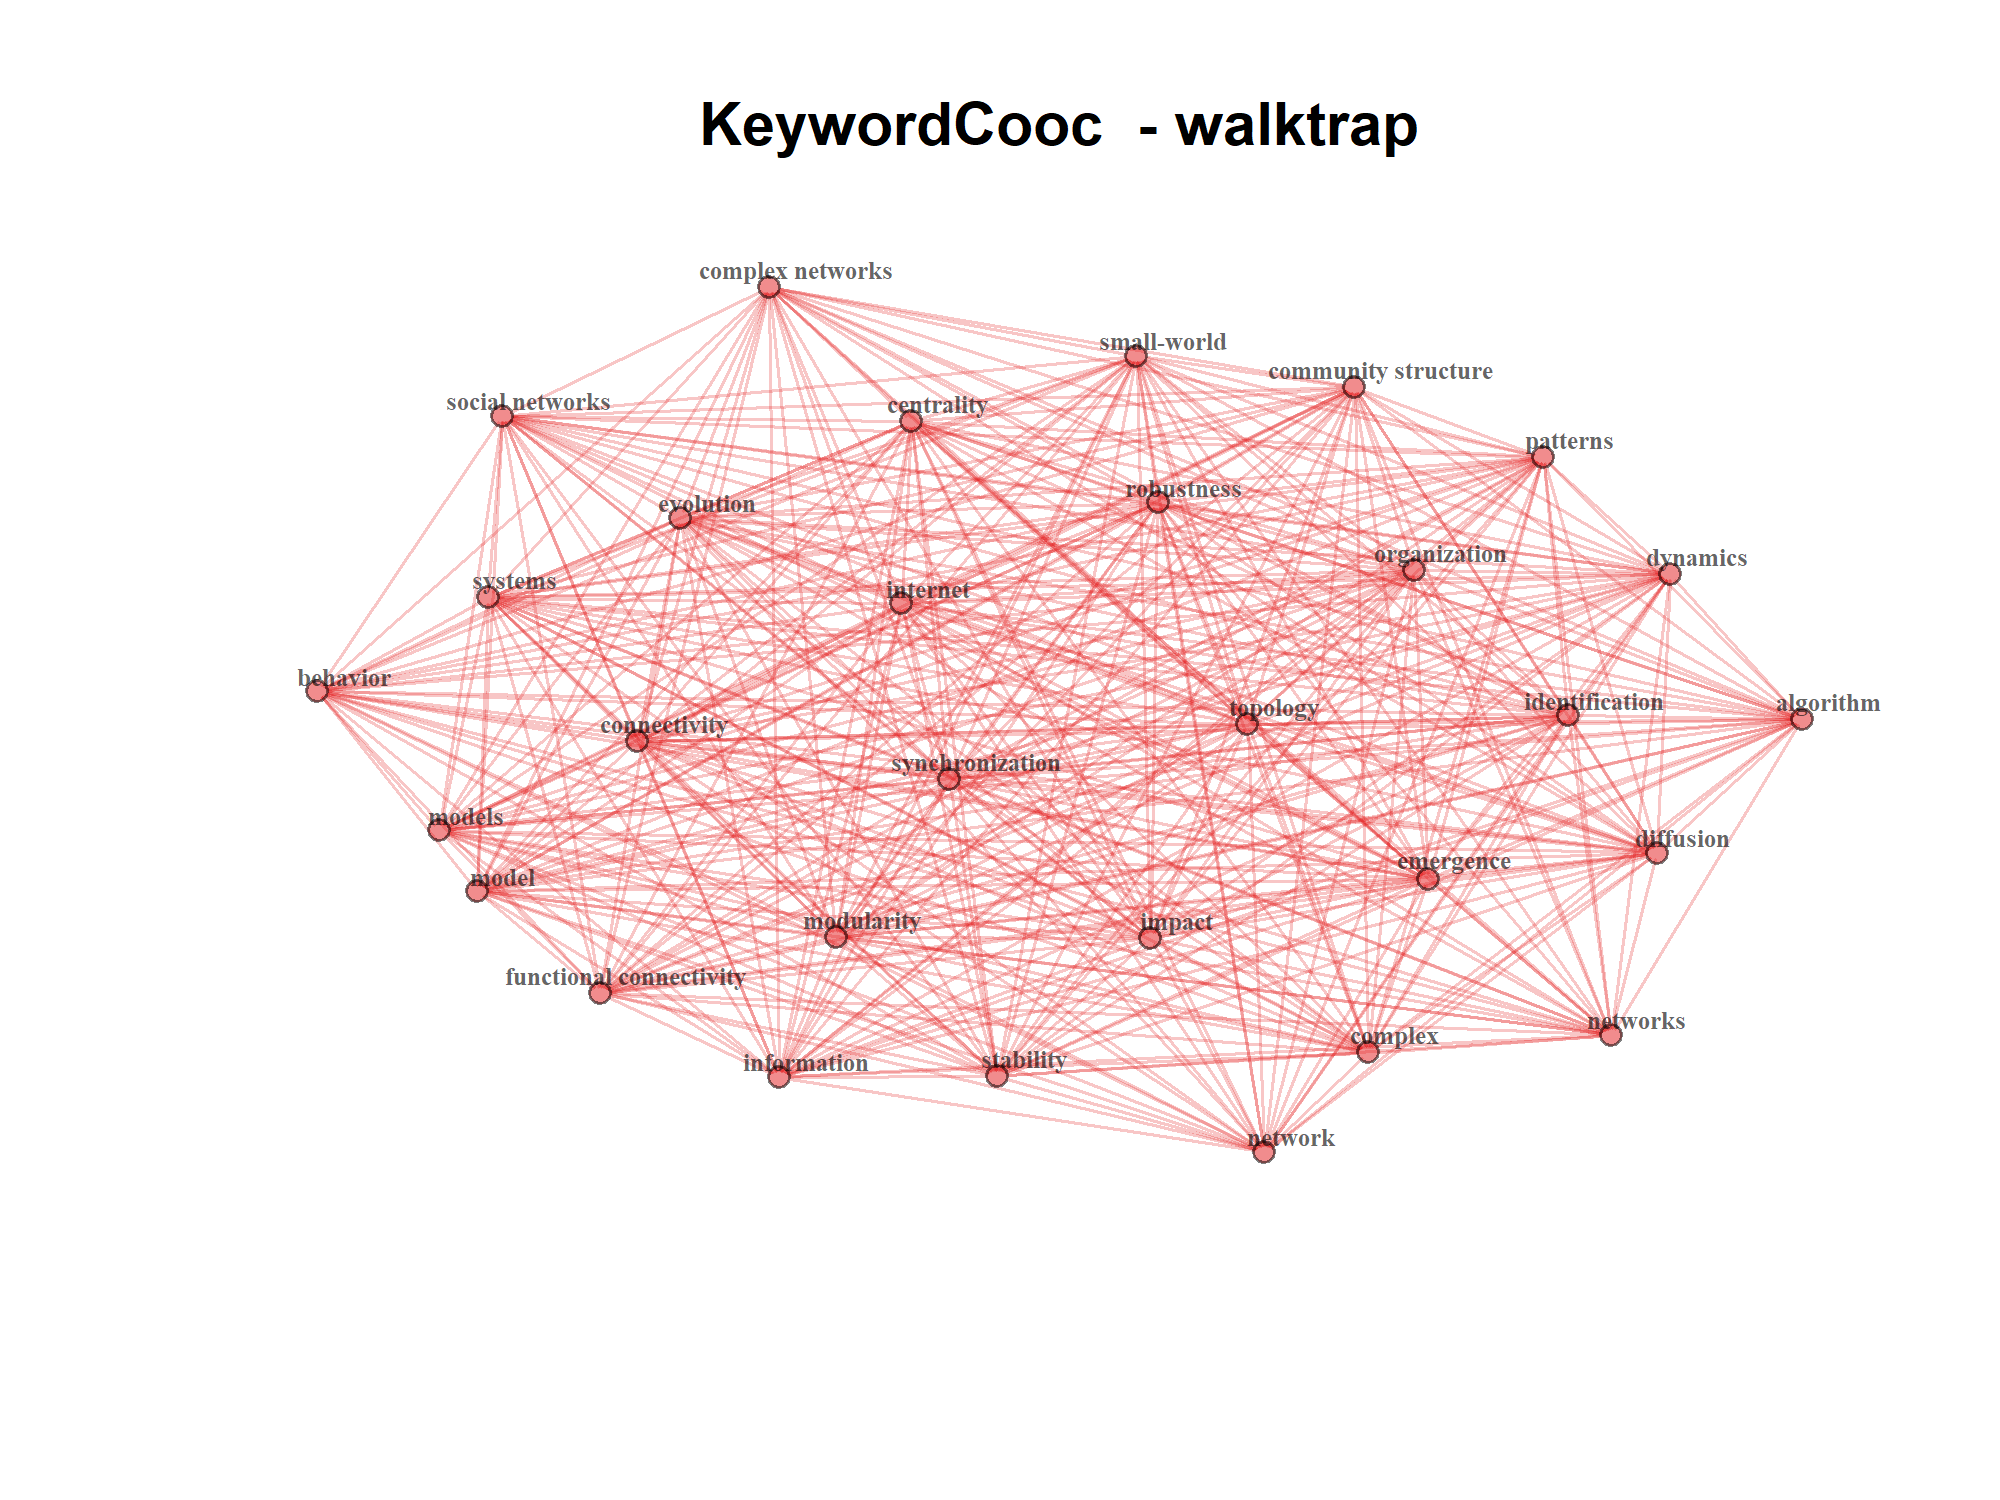 KeywordCooc - walktrap
complex networks
small-world
community structure
social networks
centrality
patterns
evolution
robustness
organization
dynamics
systems
internet
behavior
connectivity
topology
identification
algorithm
synchronization
models
diffusion
model
emergence
modularity
impact
functional connectivity
networks
complex
information
stability
network